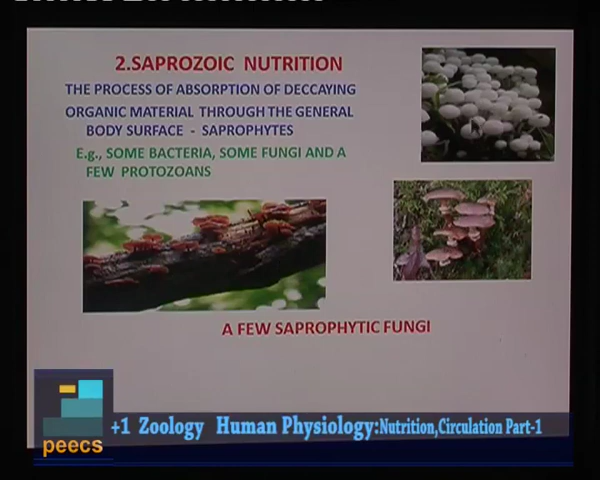 2.SAPROZOIC NUTRITION
THE PROCESS OF ABSORPTION OF DECCAYING
ORGANIC MATERIAL THROUGH THE GENERAL
BODY SURFACE - SAPROPHYTES
E.g., SOME BACTERIA, SOME FUNGI AND A
FEW PROTOZOANS
A FEW SAPROPHYTIC FUNGI
+1 Zoology Human Physiology:Nutrition,Circulation Part-1
peecs